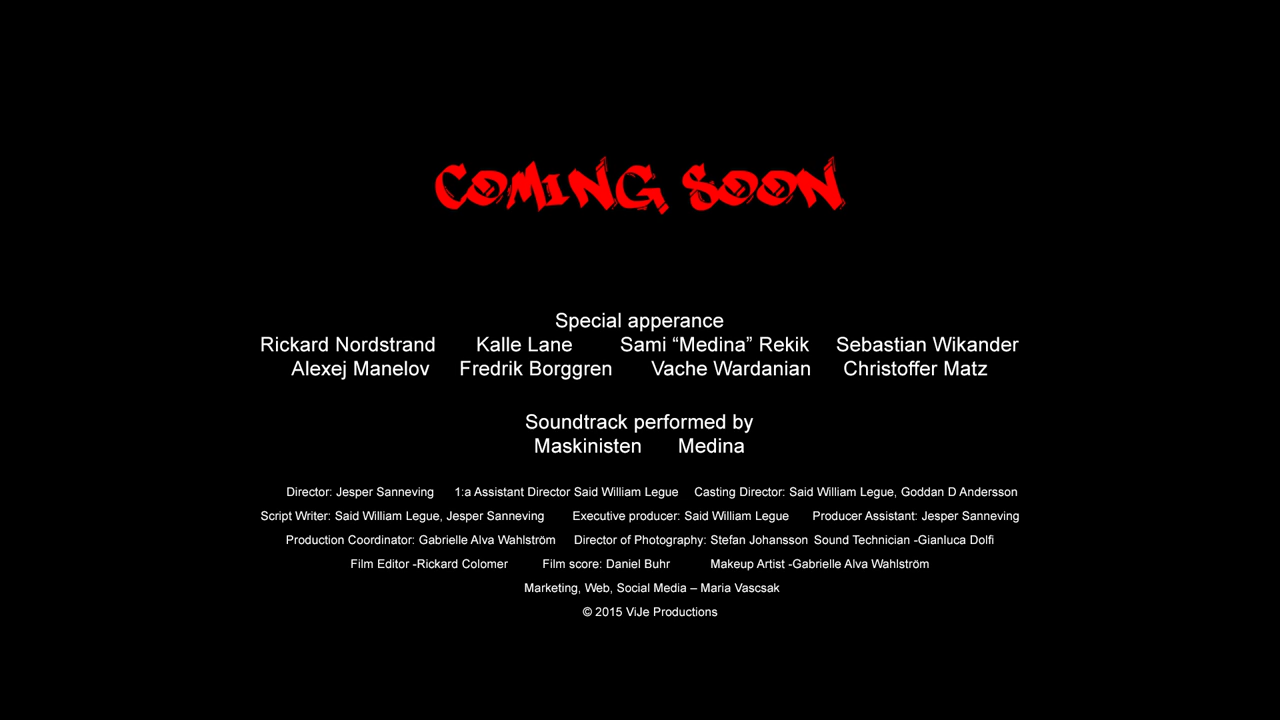 COMING SOON
Special apperance
Rickard Nordstrand Kalle Lane Sami “Medina” Rekik Sebastian Wikander
Alexej Manelov Fredrik Borggren Vache Wardanian Christoffer Matz
Soundtrack performed by
Maskinisten Medina
Director: Jesper Sanneving 1:a Assistant Director Said William Legue Casting Director: Said William Legue, Goddan D Andersson
Script Writer: Said William Legue, Jesper Sanneving Executive producer: Said William Legue Producer Assistant: Jesper Sanneving
Production Coordinator: Gabrielle Alva Wahlström Director of Photography: Stefan Johansson Sound Technician -Gianluca Dolfi
Film Editor -Rickard Colomer Film score: Daniel Buhr Makeup Artist -Gabrielle Alva Wahlström
Marketing, Web, Social Media – Maria Vascsak
© 2015 ViJe Productions